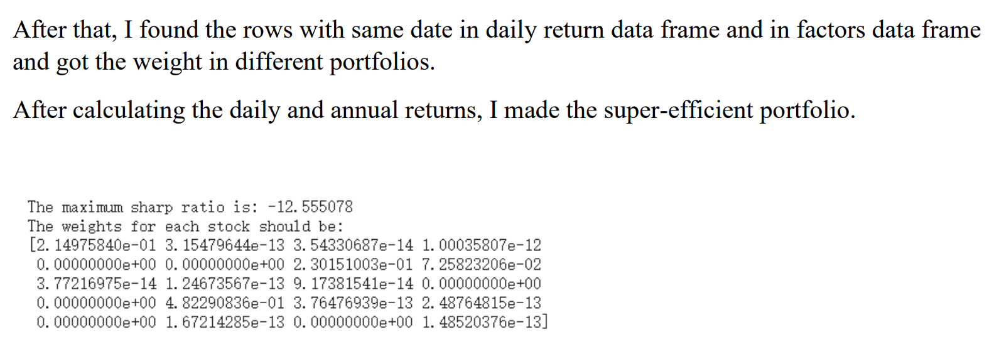 After that, I found the rows with same date in daily return data frame and in factors data frame
and got the weight in different portfolios.
After calculating the daily and annual returns, I made the super-efficient portfolio.
The maximum sharp ratio is: -12.555078
The weights for each stock should be:
[2.14975840e-01 3.15479644e-13 3.54330687e-14 1.00035807e-12
0.00000000e+00 0.00000000e+00 2.30151003e-01 7.25823206e-02
3.77216975e-14 1.24673567e-13 9.17381541e-14 0.00000000e+00
0.00000000e+00 4.82290836e-01 3.76476939e-13 2.48764815e-13
0.00000000e+00 1.67214285e-13 0.00000000e+00 1.48520376e-13]